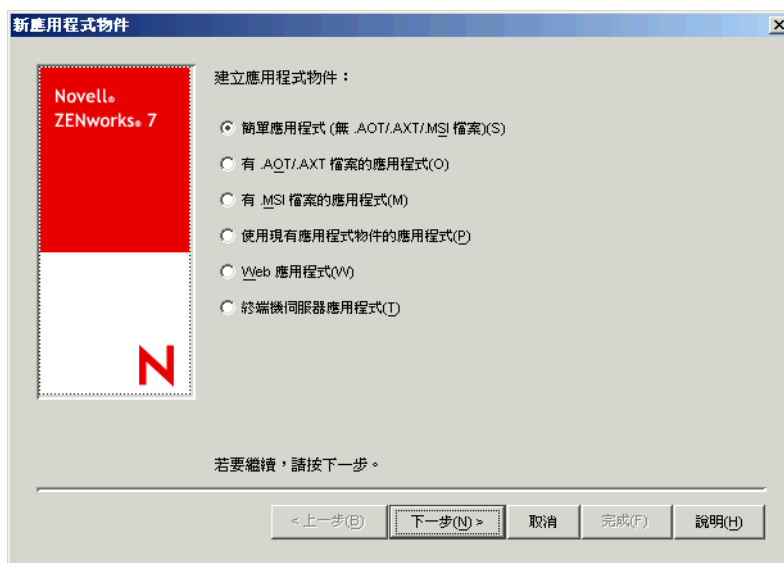 新應用程式物件
Novell®
ZENworks® 7
建立應用程式物件：
簡單應用程式 (無 .AOT/.AXT/.MSI 檔案)(S)
有 .AOT/.AXT 檔案的應用程式(O)
有 .MSI 檔案的應用程式(M)
使用現有應用程式物件的應用程式(P)
Web 應用程式(W)
終端機伺服器應用程式(T)
N
若要繼續，請按下一步。
< 上一步(B)
下一步(N) >
取消
完成(F)
說明(H)